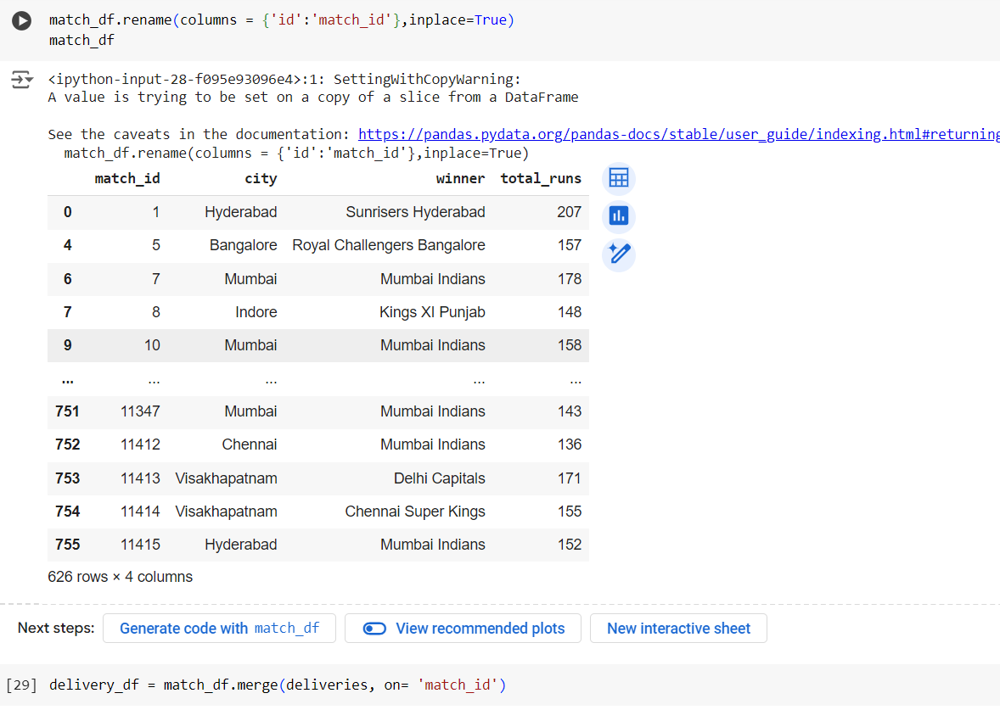 match_df.rename(columns = {'id':'match_id'},inplace=True)
match_df
<ipython-input-28-f095e93096e4>:1: SettingWithCopyWarning:
A value is trying to be set on a copy of a slice from a DataFrame
See the caveats in the documentation: https://pandas.pydata.org/pandas-docs/stable/user_guide/indexing.html#returning
match_df.rename(columns = {'id':'match_id'},inplace=True)
match_id city winner total_runs
0 1 Hyderabad Sunrisers Hyderabad 207
4 5 Bangalore Royal Challengers Bangalore 157
6 7 Mumbai Mumbai Indians 178
7 8 Indore Kings XI Punjab 148
9 10 Mumbai Mumbai Indians 158
... ... ... ... ...
751 11347 Mumbai Mumbai Indians 143
752 11412 Chennai Mumbai Indians 136
753 11413 Visakhapatnam Delhi Capitals 171
754 11414 Visakhapatnam Chennai Super Kings 155
755 11415 Hyderabad Mumbai Indians 152
626 rows × 4 columns
Next steps: Generate code with match_df View recommended plots New interactive sheet
[29] delivery_df = match_df.merge(deliveries, on= 'match_id')